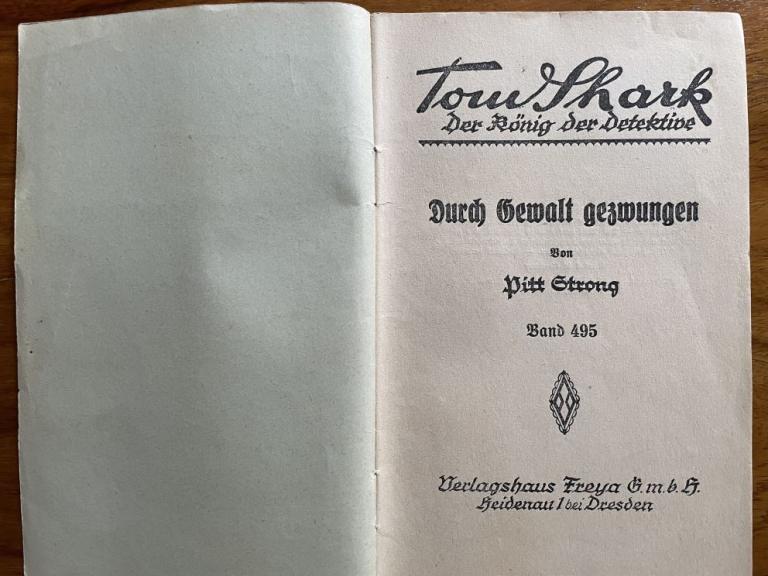 Tom Shark
Der König der Detektive
Durch Gewalt gezwungen
Von
Pitt Strong
Band 495
Verlagshaus Freya G.m.b.H.
Heidenau 1 bei Dresden